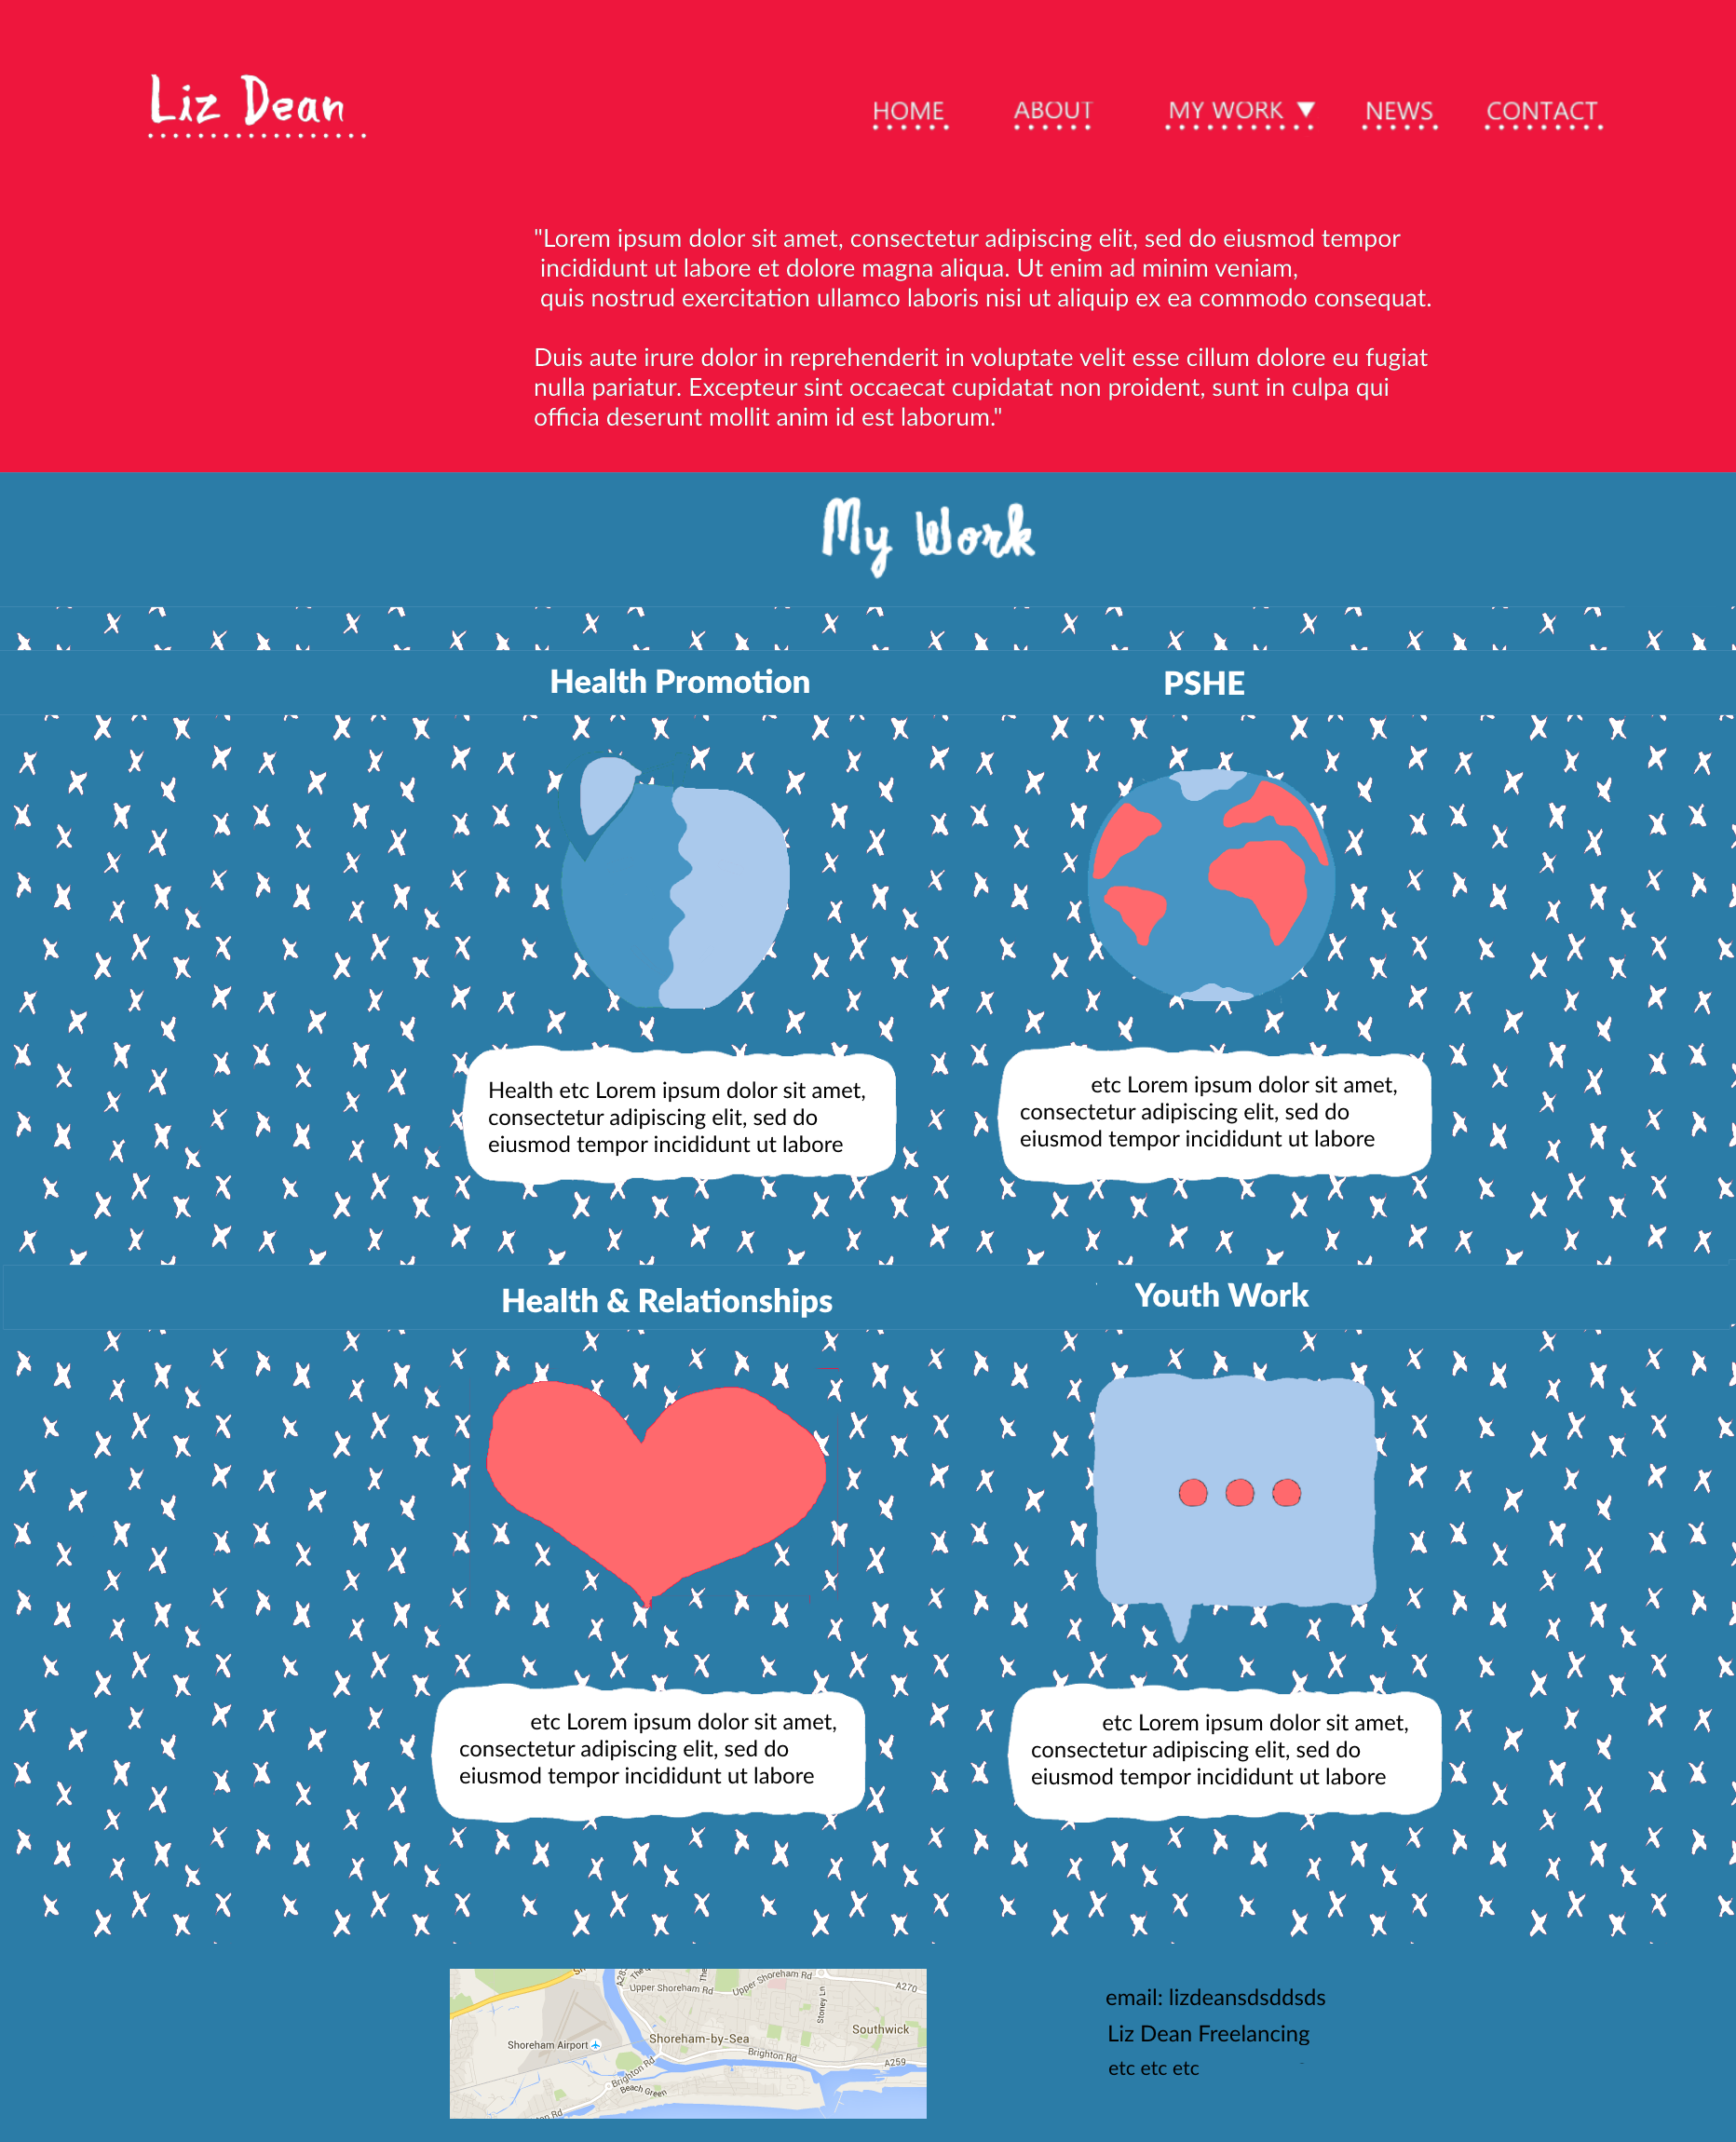 Liz Dean
HOME ABOUT MY WORK ▼ NEWS CONTACT
"Lorem ipsum dolor sit amet, consectetur adipiscing elit, sed do eiusmod tempor
incididunt ut labore et dolore magna aliqua. Ut enim ad minim veniam,
quis nostrud exercitation ullamco laboris nisi ut aliquip ex ea commodo consequat.
Duis aute irure dolor in reprehenderit in voluptate velit esse cillum dolore eu fugiat
nulla pariatur. Excepteur sint occaecat cupidatat non proident, sunt in culpa qui
officia deserunt mollit anim id est laborum."
My Work
Health Promotion
PSHE
Health etc Lorem ipsum dolor sit amet,
consectetur adipiscing elit, sed do
eiusmod tempor incididunt ut labore
etc Lorem ipsum dolor sit amet,
consectetur adipiscing elit, sed do
eiusmod tempor incididunt ut labore
Health & Relationships
Youth Work
etc Lorem ipsum dolor sit amet,
consectetur adipiscing elit, sed do
eiusmod tempor incididunt ut labore
etc Lorem ipsum dolor sit amet,
consectetur adipiscing elit, sed do
eiusmod tempor incididunt ut labore
Upper Shoreham Rd
Upper Shoreham Rd
A270
Stoney Ln
Southwick
Shoreham Airport
Shoreham-by-Sea
Brighton Rd
A259
Brighton Rd
Beach Green
email: lizdeansdsddsds
Liz Dean Freelancing
etc etc etc